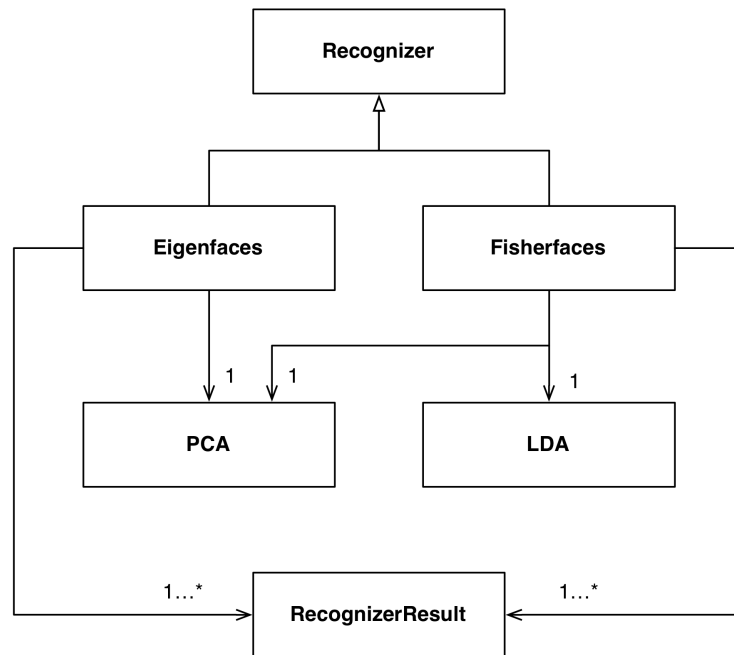 Recognizer
Eigenfaces
Fisherfaces
1
1
1
PCA
LDA
1...*
1...*
RecognizerResult